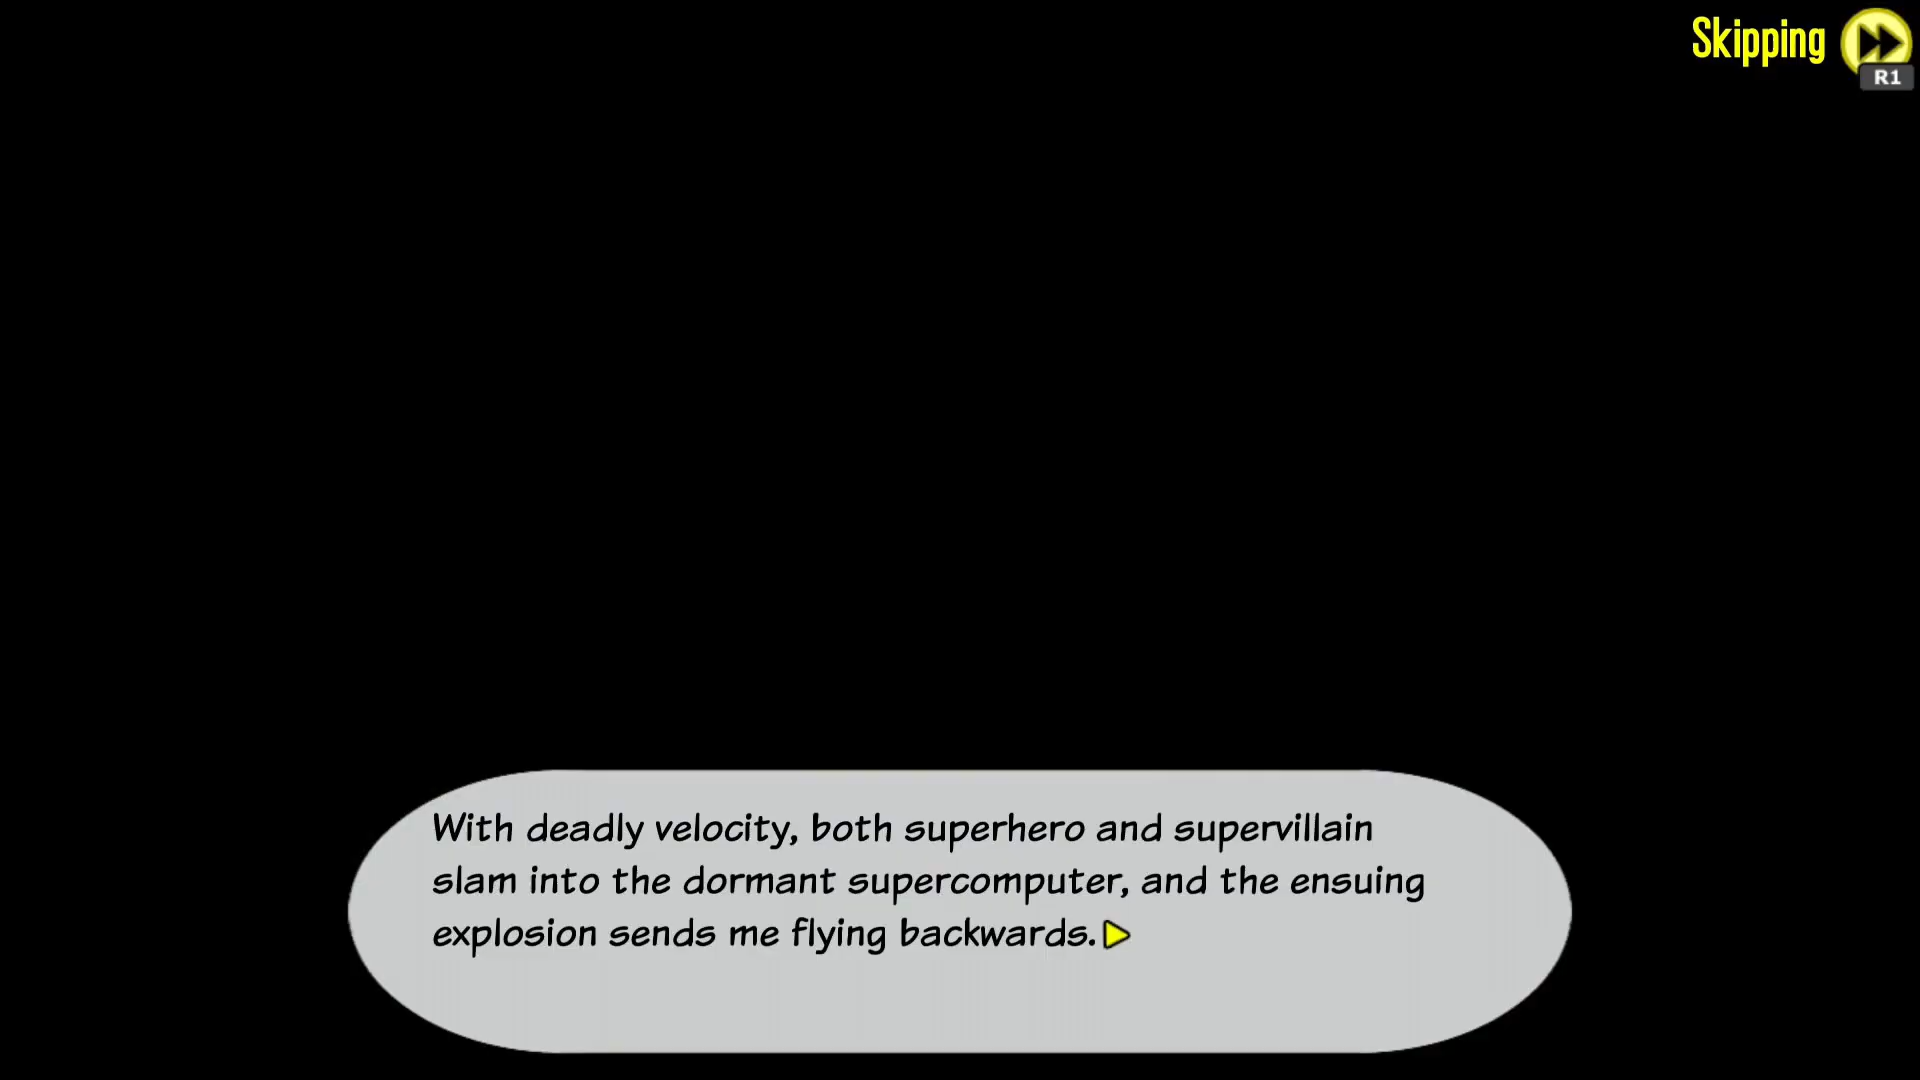 Skipping
R1
With deadly velocity, both superhero and supervillain
slam into the dormant supercomputer, and the ensuing
explosion sends me flying backwards.